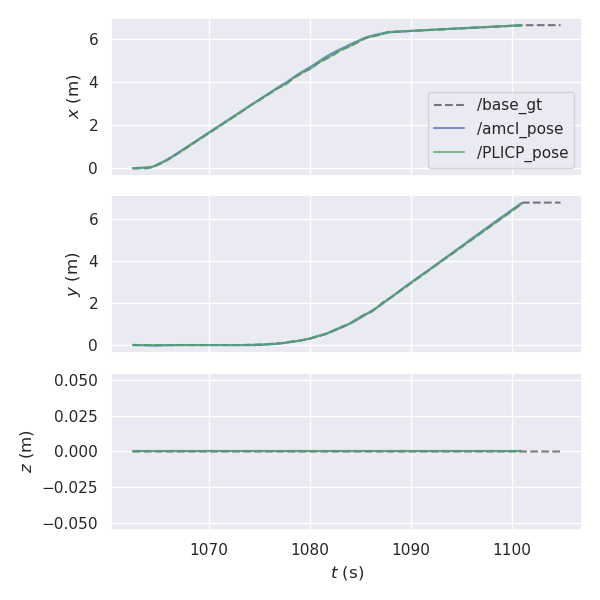 6
4
2
0
x (m)
/base_gt
/amcl_pose
/PLICP_pose
6
4
2
0
y (m)
0.050
0.025
0.000
−0.025
−0.050
z (m)
1070 1080 1090 1100
t (s)